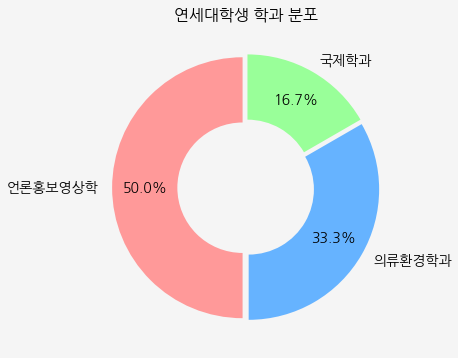 연세대학생 학과 분포
국제학과
16.7%
언론홍보영상학
50.0%
33.3%
의류환경학과